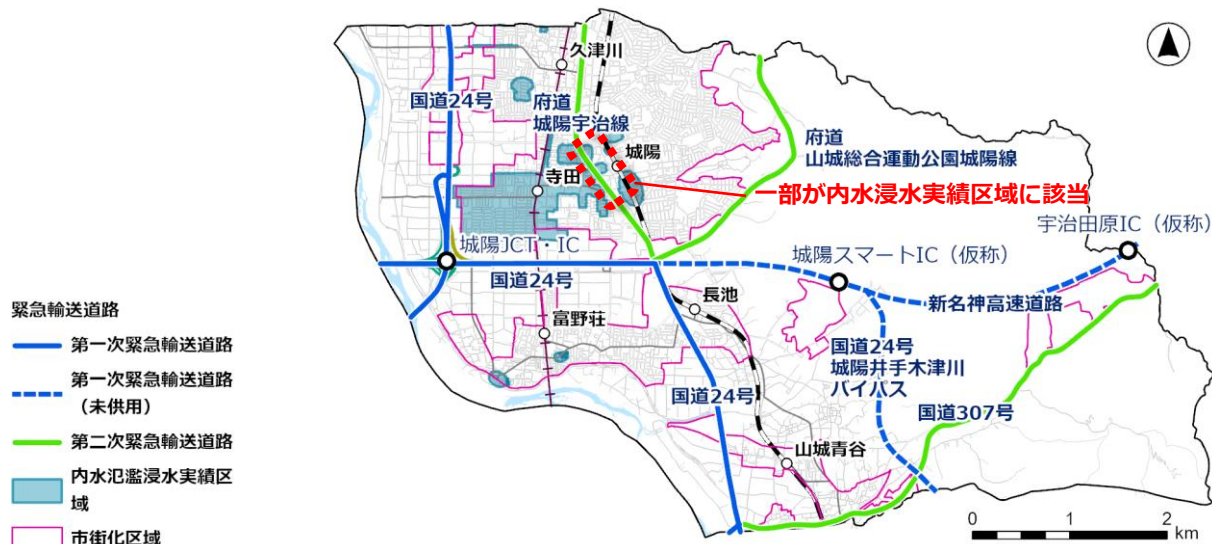 久津川
国道24号
府道
城陽宇治線
城陽
府道
山城総合運動公園城陽線
寺田
一部が内水浸水実績区域に該当
宇治田原IC（仮称）
城陽JCT・IC
城陽スマートIC（仮称）
国道24号
長池
新名神高速道路
富野荘
国道24号
城陽井手木津川
バイパス
国道24号
国道307号
山城青谷
緊急輸送道路
第一次緊急輸送道路
第一次緊急輸送道路
（未供用）
第二次緊急輸送道路
内水氾濫浸水実績区
域
市街化区域
0 1 2
km